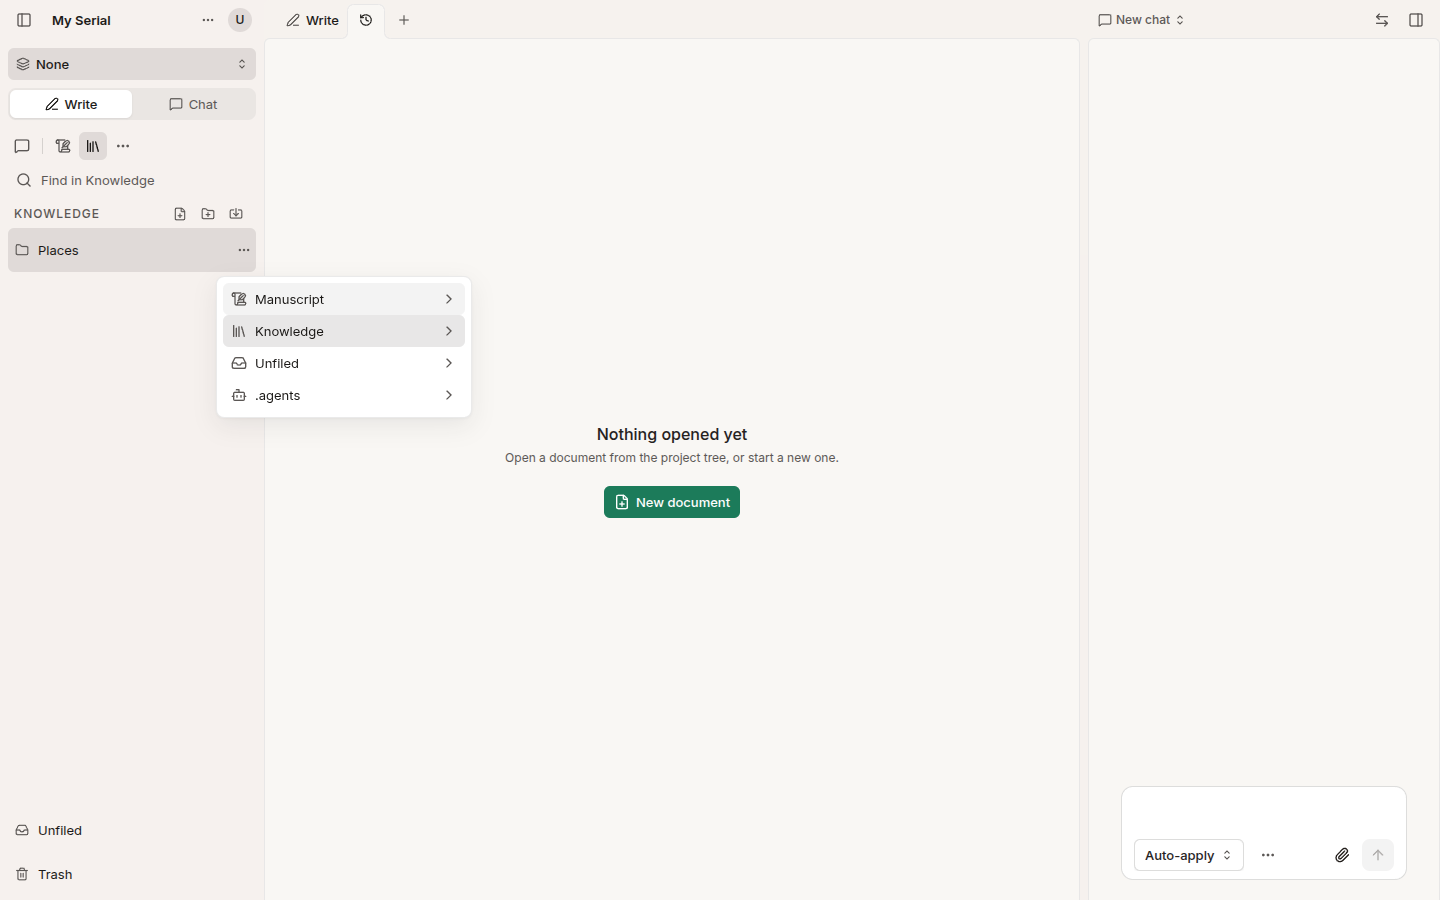 My Serial
U
None
Write
Chat
Find in Knowledge
KNOWLEDGE
Places
Manuscript
Knowledge
Unfiled
.agents
Unfiled
Trash
Write
Nothing opened yet
Open a document from the project tree, or start a new one.
New document
New chat
Auto-apply